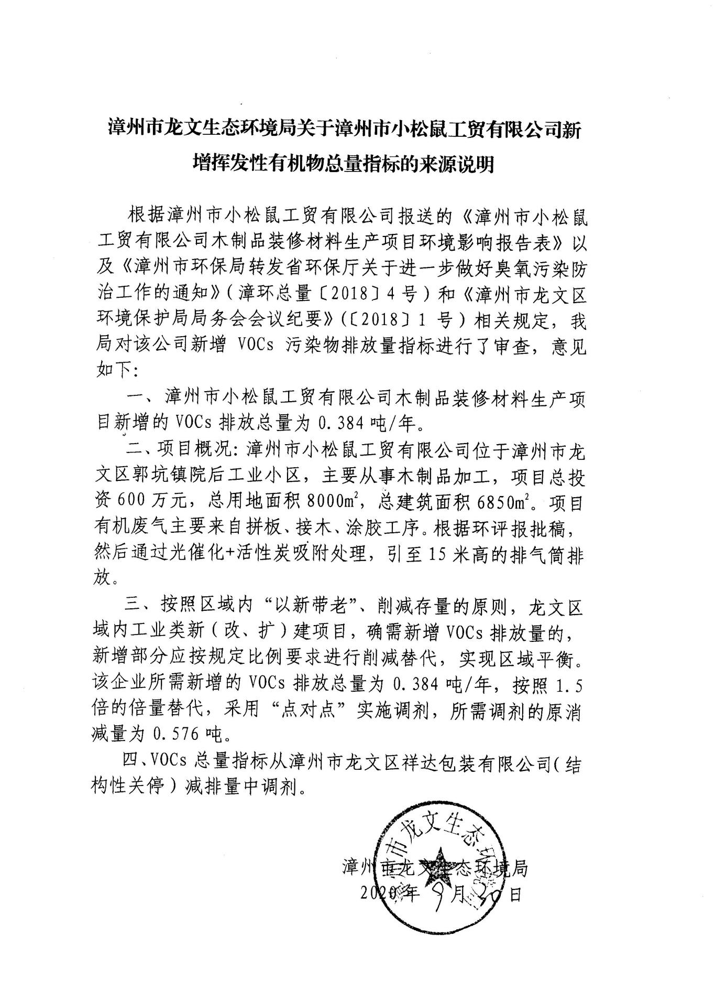 漳州市龙文生态环境局关于漳州市小松鼠工贸有限公司新
增挥发性有机物总量指标的来源说明
根据漳州市小松鼠工贸有限公司报送的《漳州市小松鼠
工贸有限公司木制品装修材料生产项目环境影响报告表》以
及《漳州市环保局转发省环保厅关于进一步做好臭氧污染防
治工作的通知》（漳环总量〔2018〕4号）和《漳州市龙文区
环境保护局局务会会议纪要》（〔2018〕1 号）相关规定，我
局对该公司新增 VOCs 污染物排放量指标进行了审查，意见
如下：
一、漳州市小松鼠工贸有限公司木制品装修材料生产项
目新增的 VOCs 排放总量为 0.384 吨/年。
二、项目概况：漳州市小松鼠工贸有限公司位于漳州市龙
文区郭坑镇院后工业小区，主要从事木制品加工，项目总投
资 600 万元，总用地面积 8000m²，总建筑面积 6850m²。项目
有机废气主要来自拼板、接木、涂胶工序。根据环评报批稿，
然后通过光催化+活性炭吸附处理，引至 15 米高的排气筒排
放。
三、按照区域内“以新带老”、削减存量的原则，龙文区
域内工业类新（改、扩）建项目，确需新增 VOCs 排放量的，
新增部分应按规定比例要求进行削减替代，实现区域平衡。
该企业所需新增的 VOCs 排放总量为 0.384 吨/年，按照 1.5
倍的倍量替代，采用“点对点”实施调剂，所需调剂的原消
减量为 0.576 吨。
四、VOCs 总量指标从漳州市龙文区祥达包装有限公司（结
构性关停）减排量中调剂。
漳州市龙文生态环境局
漳州市龙文生态环境局
2020 年 9 月 30 日